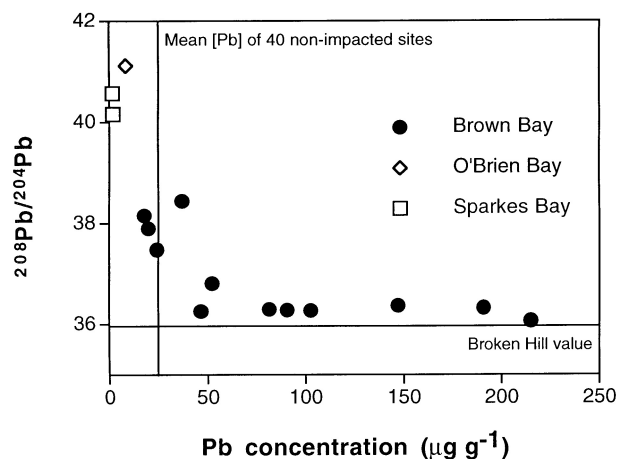 42
Mean [Pb] of 40 non-impacted sites
40
Brown Bay
O'Brien Bay
Sparkes Bay
38
208Pb/204Pb
36
Broken Hill value
0 50 100 150 200 250
Pb concentration (µg g-1)